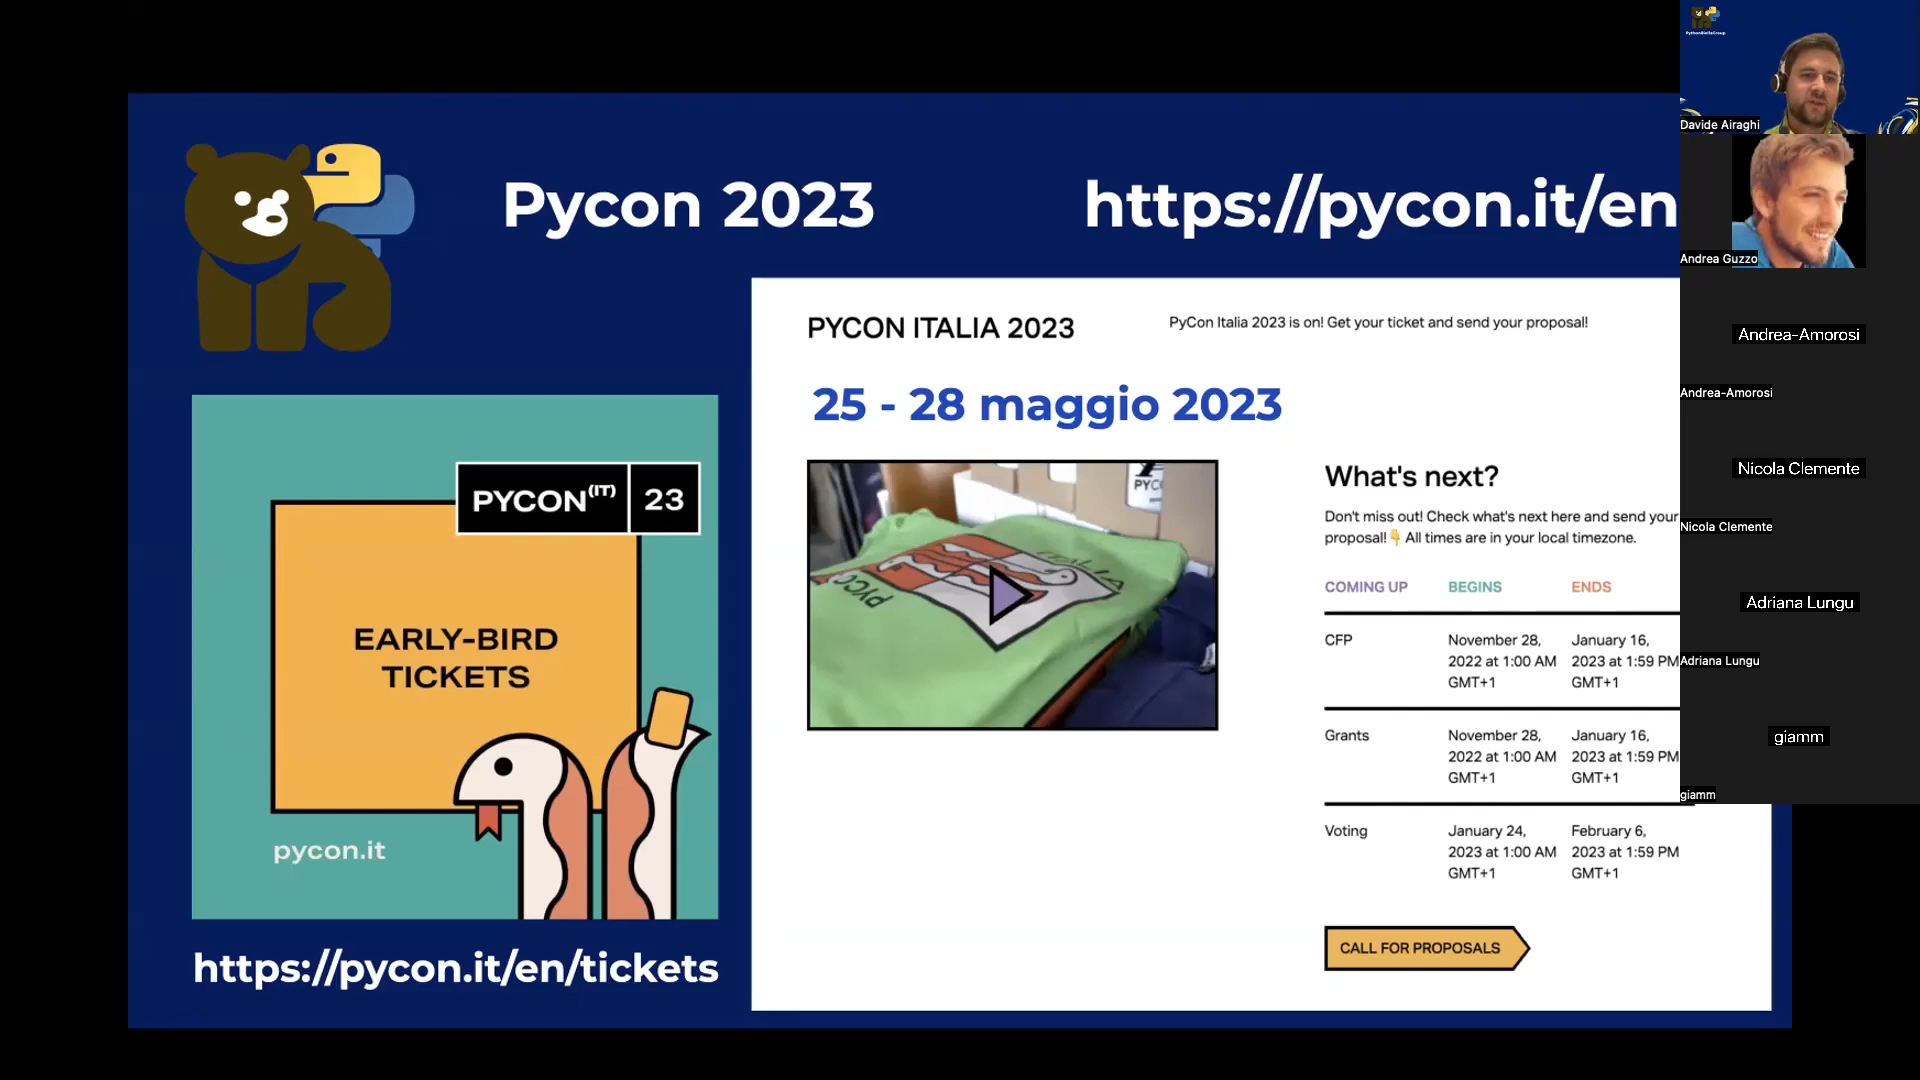 Pycon 2023
https://pycon.it/en
PYCON ITALIA 2023
PyCon Italia 2023 is on! Get your ticket and send your proposal!
25 - 28 maggio 2023
PYCON(IT) 23
EARLY-BIRD
TICKETS
pycon.it
https://pycon.it/en/tickets
What's next?
Don't miss out! Check what's next here and send your
proposal!👇 All times are in your local timezone.
COMING UP BEGINS ENDS
CFP
November 28,
2022 at 1:00 AM
GMT+1
January 16,
2023 at 1:59 PM
GMT+1
Grants
November 28,
2022 at 1:00 AM
GMT+1
January 16,
2023 at 1:59 PM
GMT+1
Voting
January 24,
2023 at 1:00 AM
GMT+1
February 6,
2023 at 1:59 PM
GMT+1
CALL FOR PROPOSALS
PythonBiellaGroup
Davide Airaghi
Andrea Guzzo
Andrea-Amorosi
Andrea-Amorosi
Nicola Clemente
Nicola Clemente
Adriana Lungu
Adriana Lungu
giamm
giamm